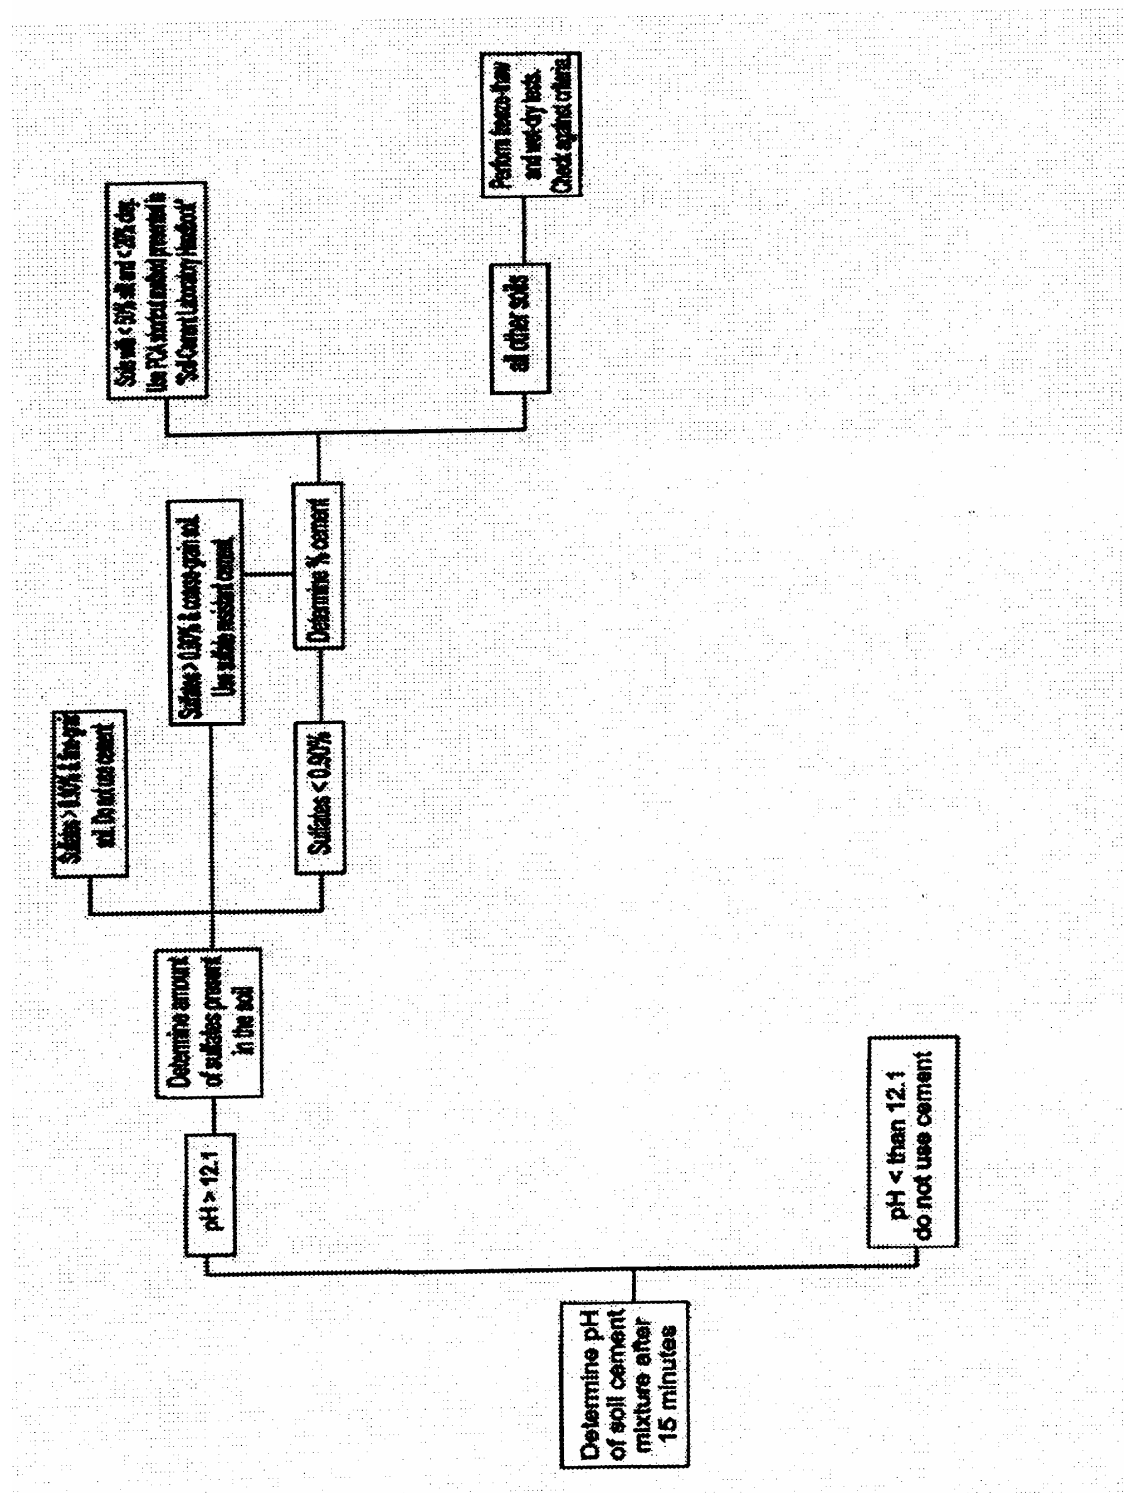 Determine pH
of soil cement
mixture after
15 minutes
pH > 12.1
pH < than 12.1
do not use cement
Determine amount
of sulfates present
in the soil
Sulfates > 0.90% & fine-grain
soil. Do not use cement
Sulfates > 0.90% & coarse-grain soil.
Use sulfate resistant cement.
Sulfates < 0.90%
Determine % cement
Soils with < 50% silt and < 20% clay.
Use PCA shortcut method presented in
"Soil-Cement Laboratory Handbook"
all other soils
Perform freeze-thaw
and wet-dry tests.
Check against criteria.